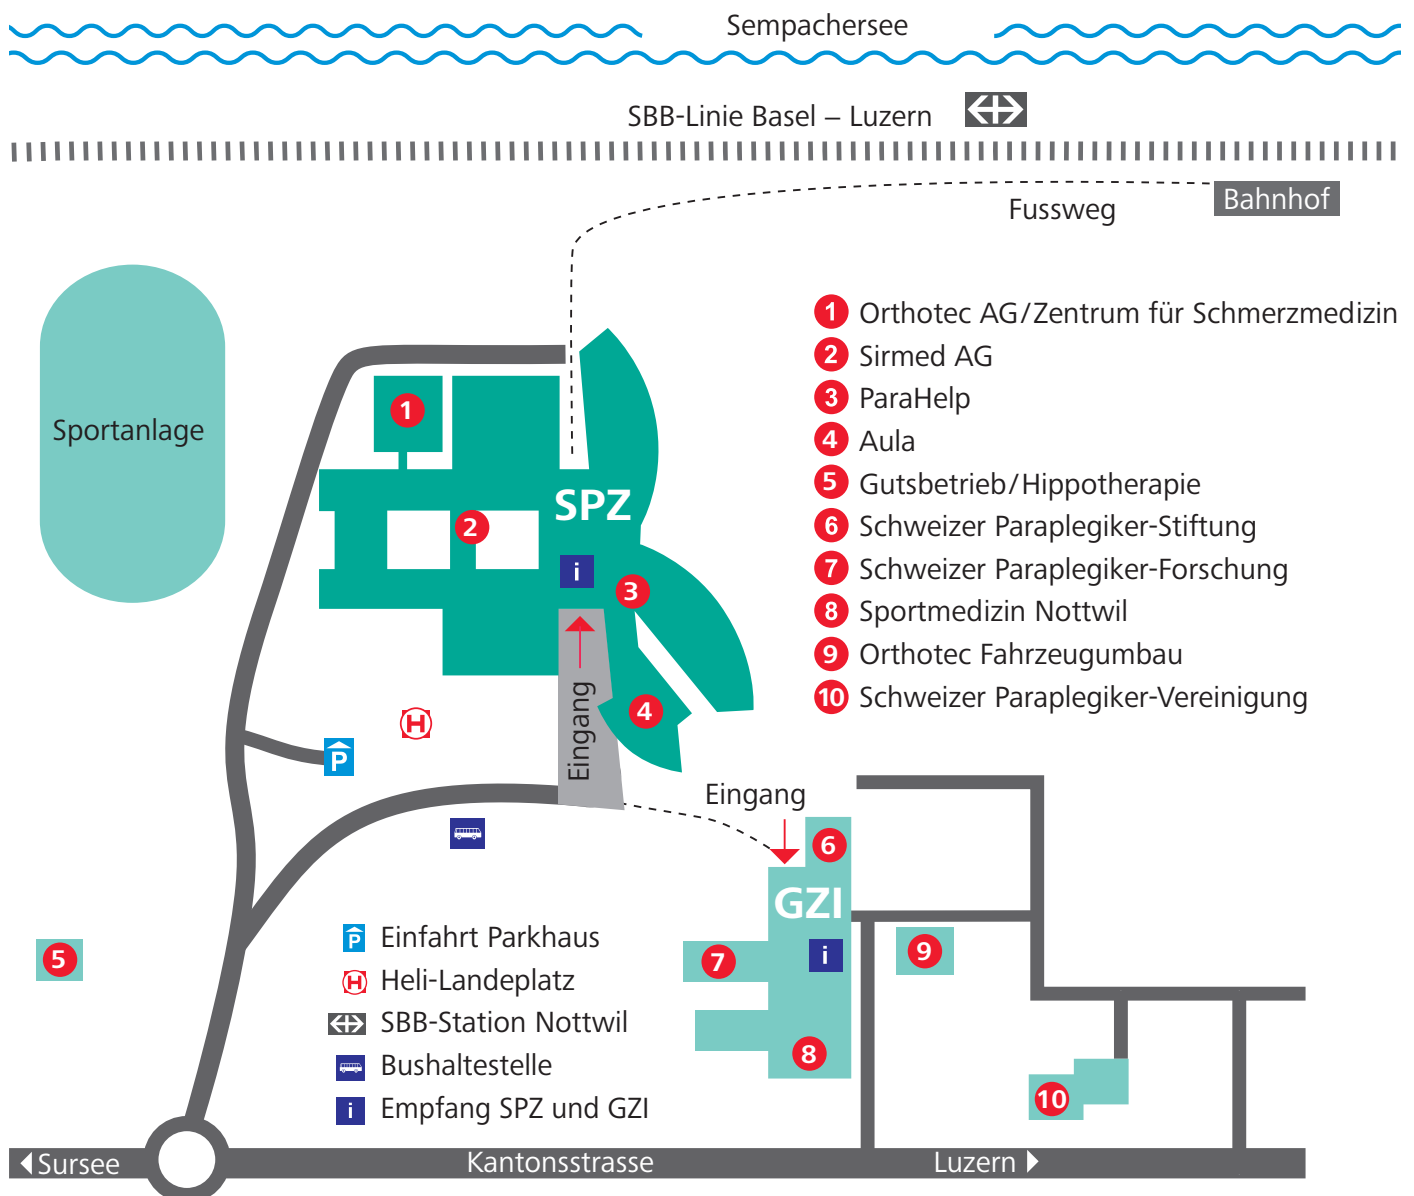 Sempachersee
SBB-Linie Basel – Luzern
Bahnhof
Fussweg
Sportanlage
1 Orthotec AG/Zentrum für Schmerzmedizin
2 Sirmed AG
3 ParaHelp
4 Aula
5 Gutsbetrieb/Hippotherapie
6 Schweizer Paraplegiker-Stiftung
7 Schweizer Paraplegiker-Forschung
8 Sportmedizin Nottwil
9 Orthotec Fahrzeugumbau
10 Schweizer Paraplegiker-Vereinigung
1
SPZ
2
i
3
4
Eingang
H
P
Eingang
6
GZI
7
i
9
8
10
5
P Einfahrt Parkhaus
H Heli-Landeplatz
SBB-Station Nottwil
Bushaltestelle
i Empfang SPZ und GZI
Sursee
Kantonsstrasse
Luzern